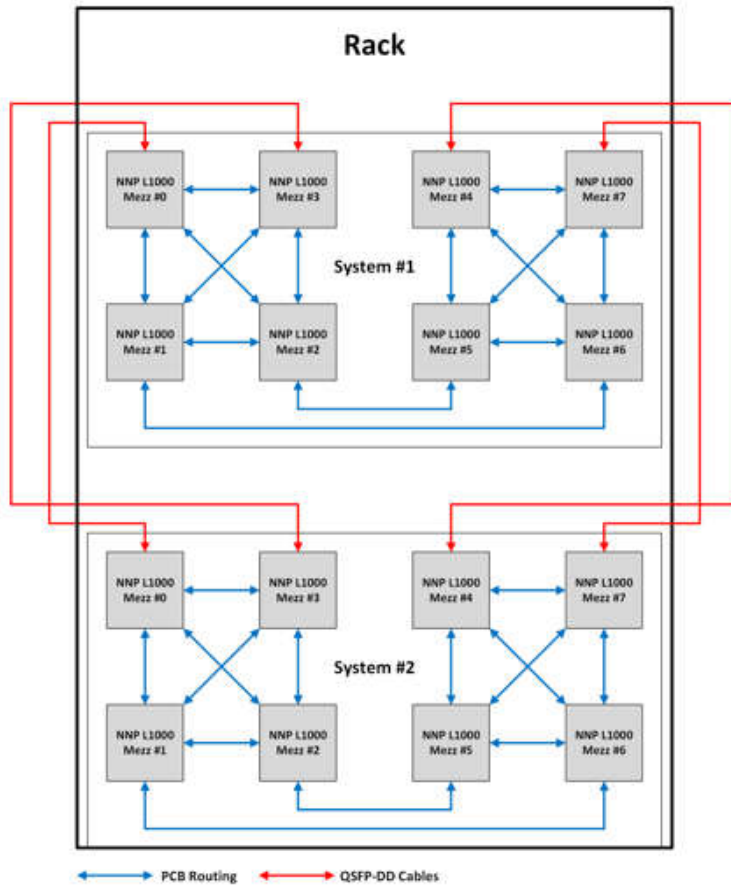 Rack
NNP L1000
Mezz #0
NNP L1000
Mezz #3
NNP L1000
Mezz #4
NNP L1000
Mezz #7
System #1
NNP L1000
Mezz #1
NNP L1000
Mezz #2
NNP L1000
Mezz #5
NNP L1000
Mezz #6
NNP L1000
Mezz #0
NNP L1000
Mezz #3
NNP L1000
Mezz #4
NNP L1000
Mezz #7
System #2
NNP L1000
Mezz #1
NNP L1000
Mezz #2
NNP L1000
Mezz #5
NNP L1000
Mezz #6
PCB Routing
QSFP-DD Cables